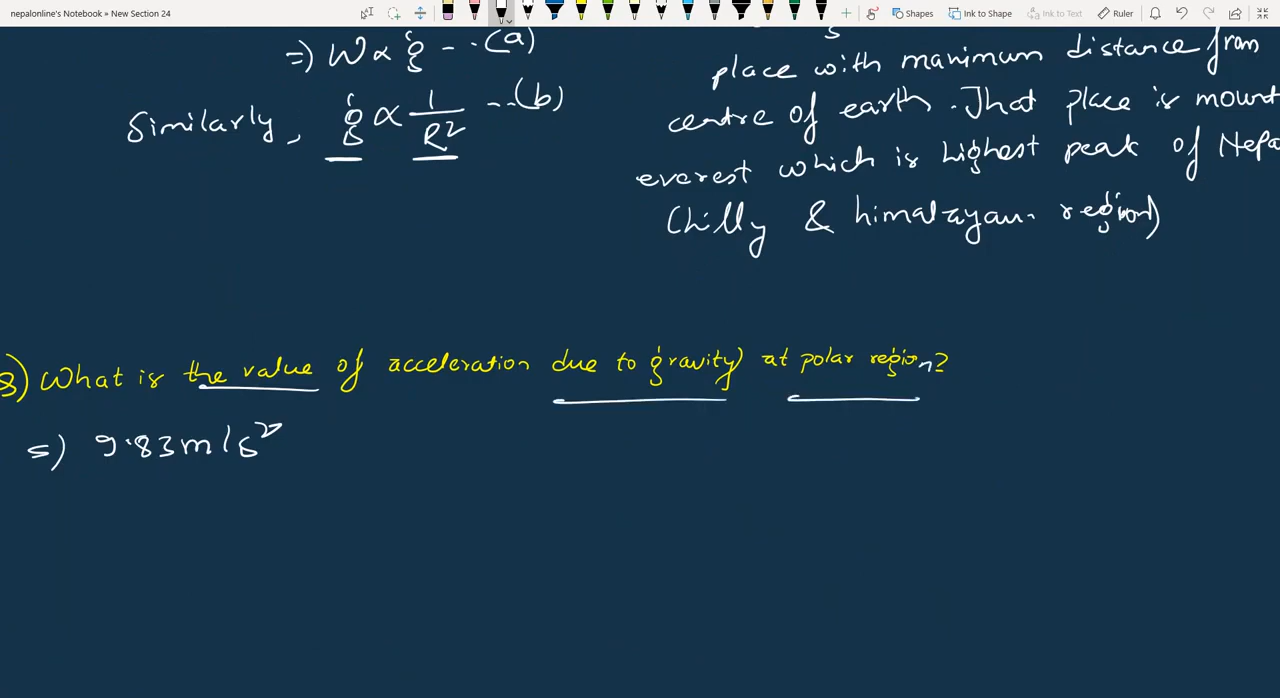 nepalonline's Notebook » New Section 24
Shapes
Ink to Shape
Ink to Text
Ruler
=) W ∝ g --- (a)
Similarly, g ∝ 1/R² --- (b)
place with maximum distance from
centre of earth. That place is mount
everest which is highest peak of Nepa
(hilly & himalayan region)
8) What is the value of acceleration due to gravity at polar region?
=) 9.83 m/s²